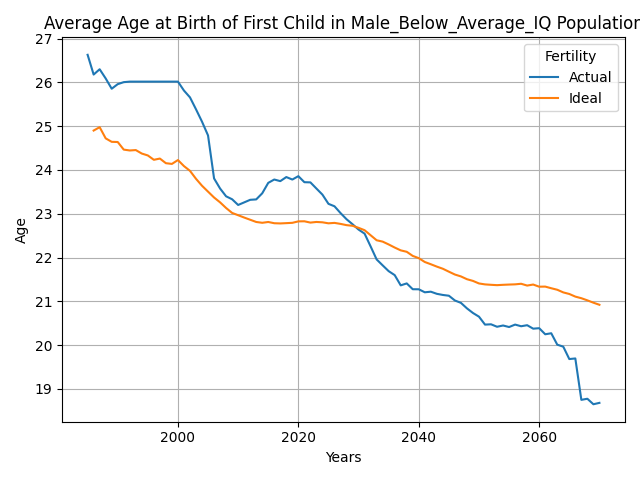 Average Age at Birth of First Child in Male_Below_Average_IQ Population
Fertility
Actual
Ideal
27
26
25
24
23
22
21
20
19
Age
2000 2020 2040 2060
Years